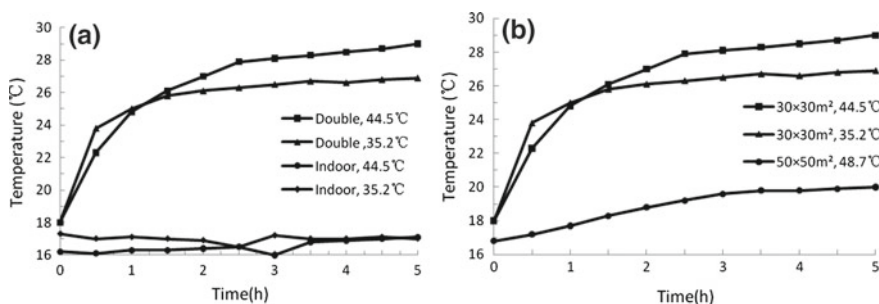 (a)
30
28
26
24
22
20
18
16
Temperature (℃)
Double, 44.5℃
Double, 35.2℃
Indoor, 44.5℃
Indoor, 35.2℃
0 1 2 3 4 5
Time(h)
(b)
30
28
26
24
22
20
18
16
Temperature (℃)
30×30m², 44.5℃
30×30m², 35.2℃
50×50m², 48.7℃
0 1 2 3 4 5
Time(h)